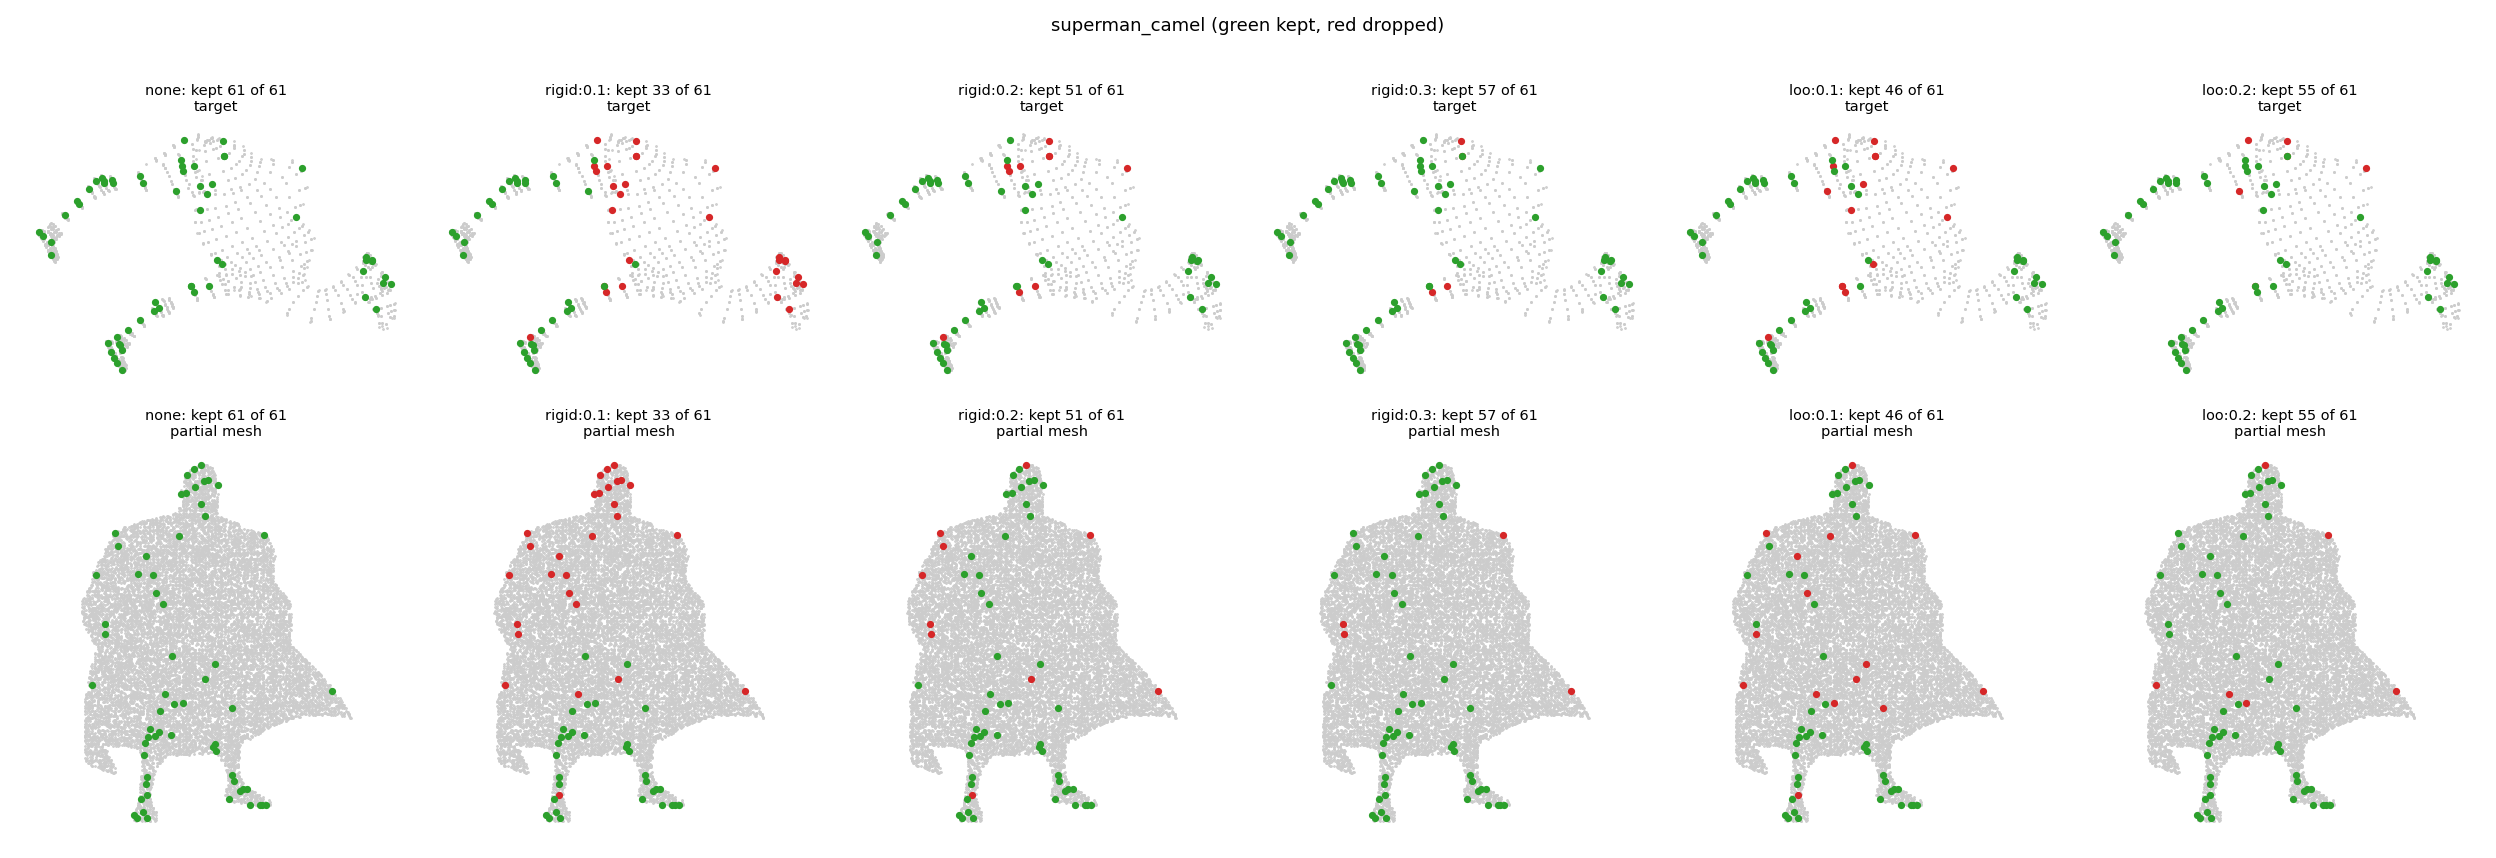 superman_camel (green kept, red dropped)
none: kept 61 of 61
target
rigid:0.1: kept 33 of 61
target
rigid:0.2: kept 51 of 61
target
rigid:0.3: kept 57 of 61
target
loo:0.1: kept 46 of 61
target
loo:0.2: kept 55 of 61
target
none: kept 61 of 61
partial mesh
rigid:0.1: kept 33 of 61
partial mesh
rigid:0.2: kept 51 of 61
partial mesh
rigid:0.3: kept 57 of 61
partial mesh
loo:0.1: kept 46 of 61
partial mesh
loo:0.2: kept 55 of 61
partial mesh